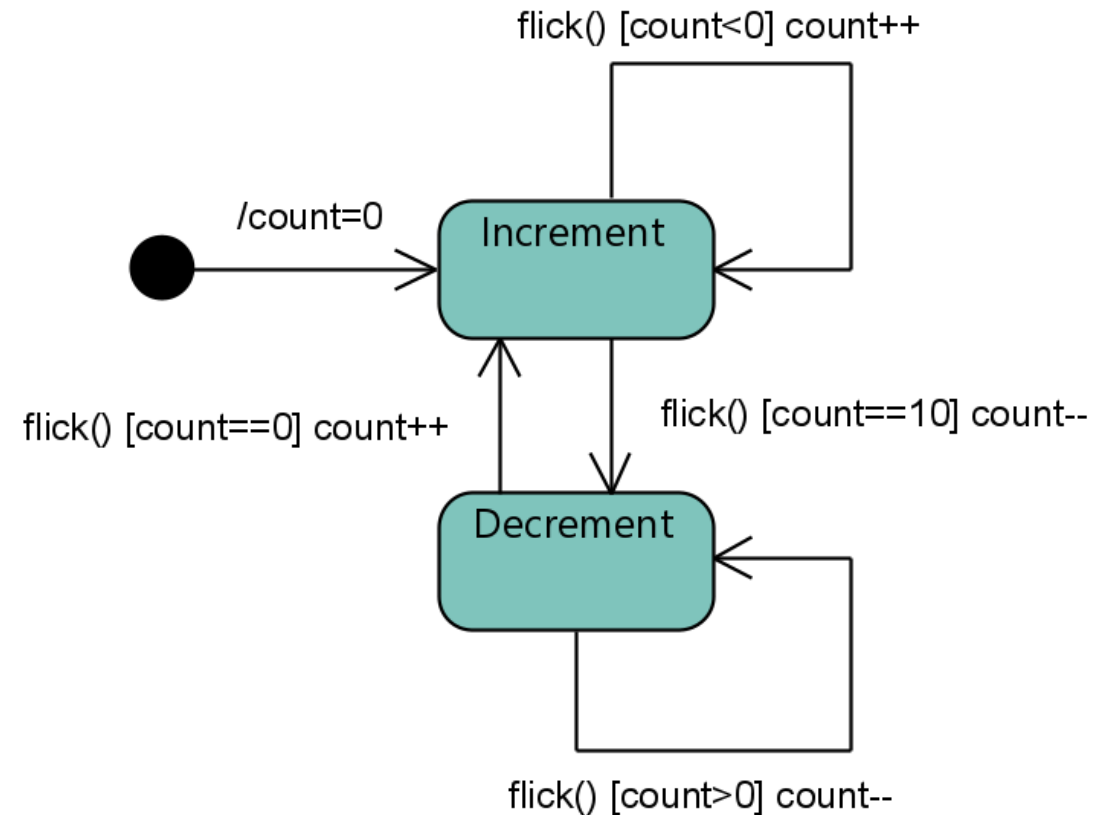 flick() [count<0] count++
/count=0
Increment
flick() [count==0] count++
flick() [count==10] count--
Decrement
flick() [count>0] count--